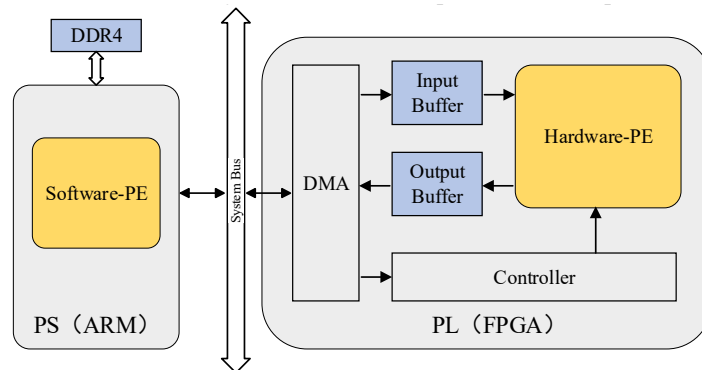 DDR4
Software-PE
PS（ARM）
System Bus
DMA
Input
Buffer
Output
Buffer
Hardware-PE
Controller
PL（FPGA）